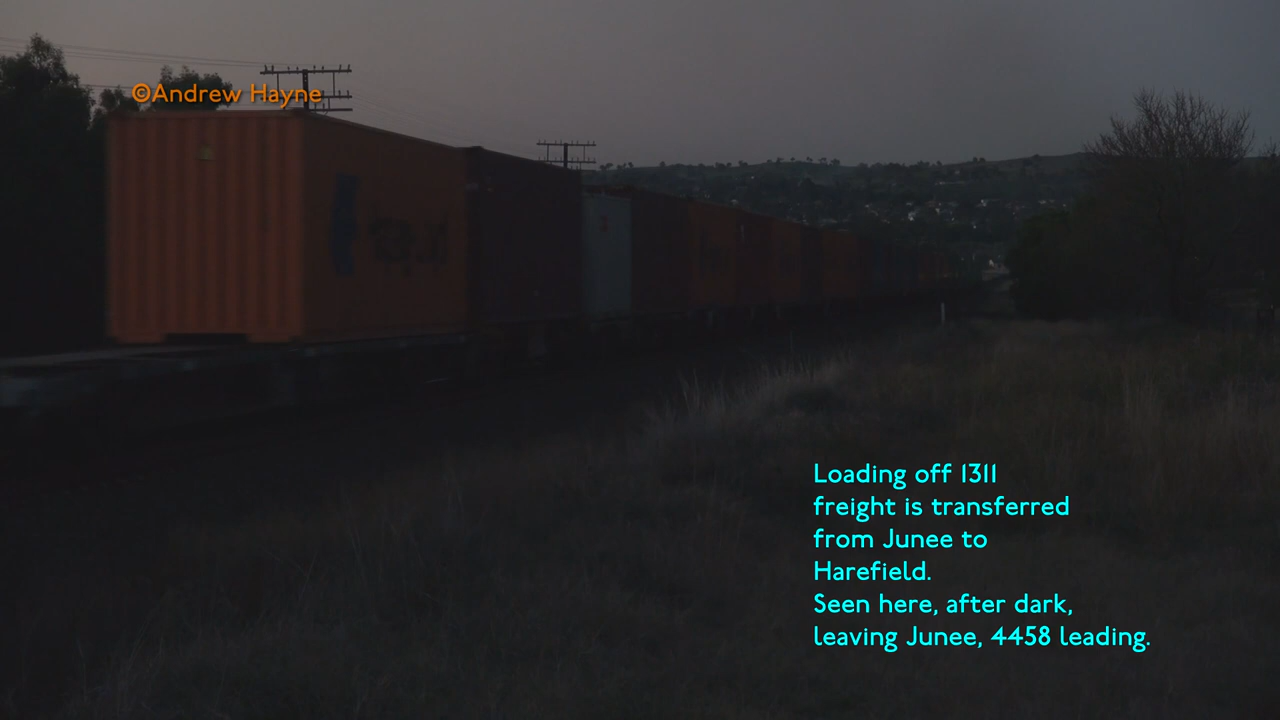 ©Andrew Hayne
Loading off 1311
freight is transferred
from Junee to
Harefield.
Seen here, after dark,
leaving Junee, 4458 leading.